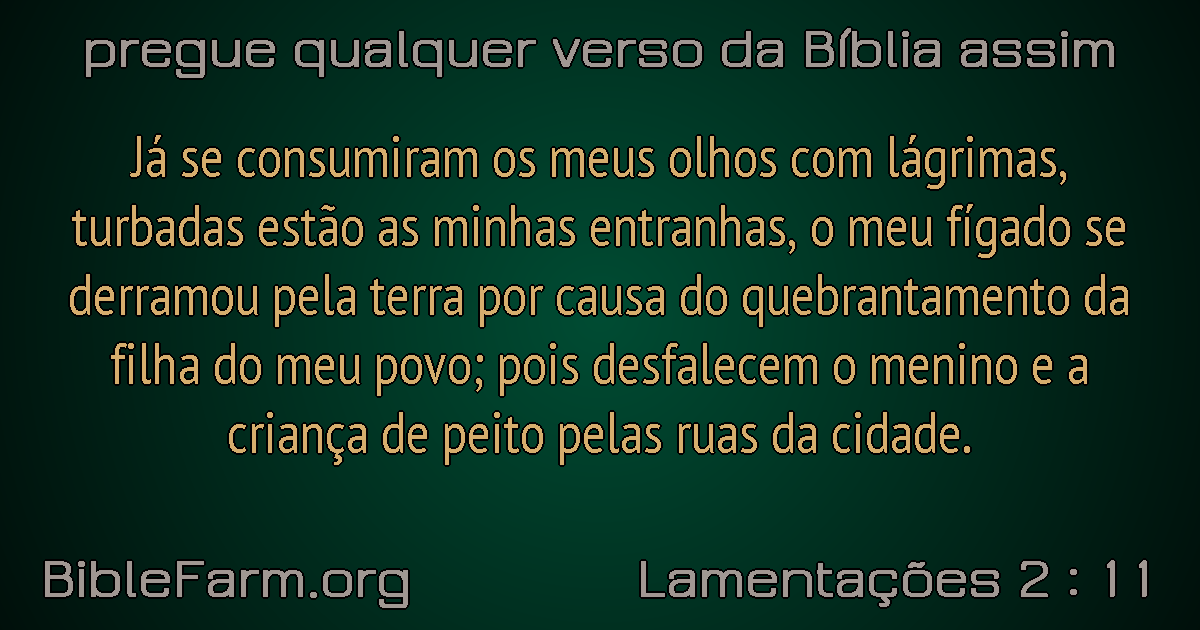 pregue qualquer verso da Bíblia assim
Já se consumiram os meus olhos com lágrimas,
turbadas estão as minhas entranhas, o meu fígado se
derramou pela terra por causa do quebrantamento da
filha do meu povo; pois desfalecem o menino e a
criança de peito pelas ruas da cidade.
BibleFarm.org
Lamentações 2 : 11